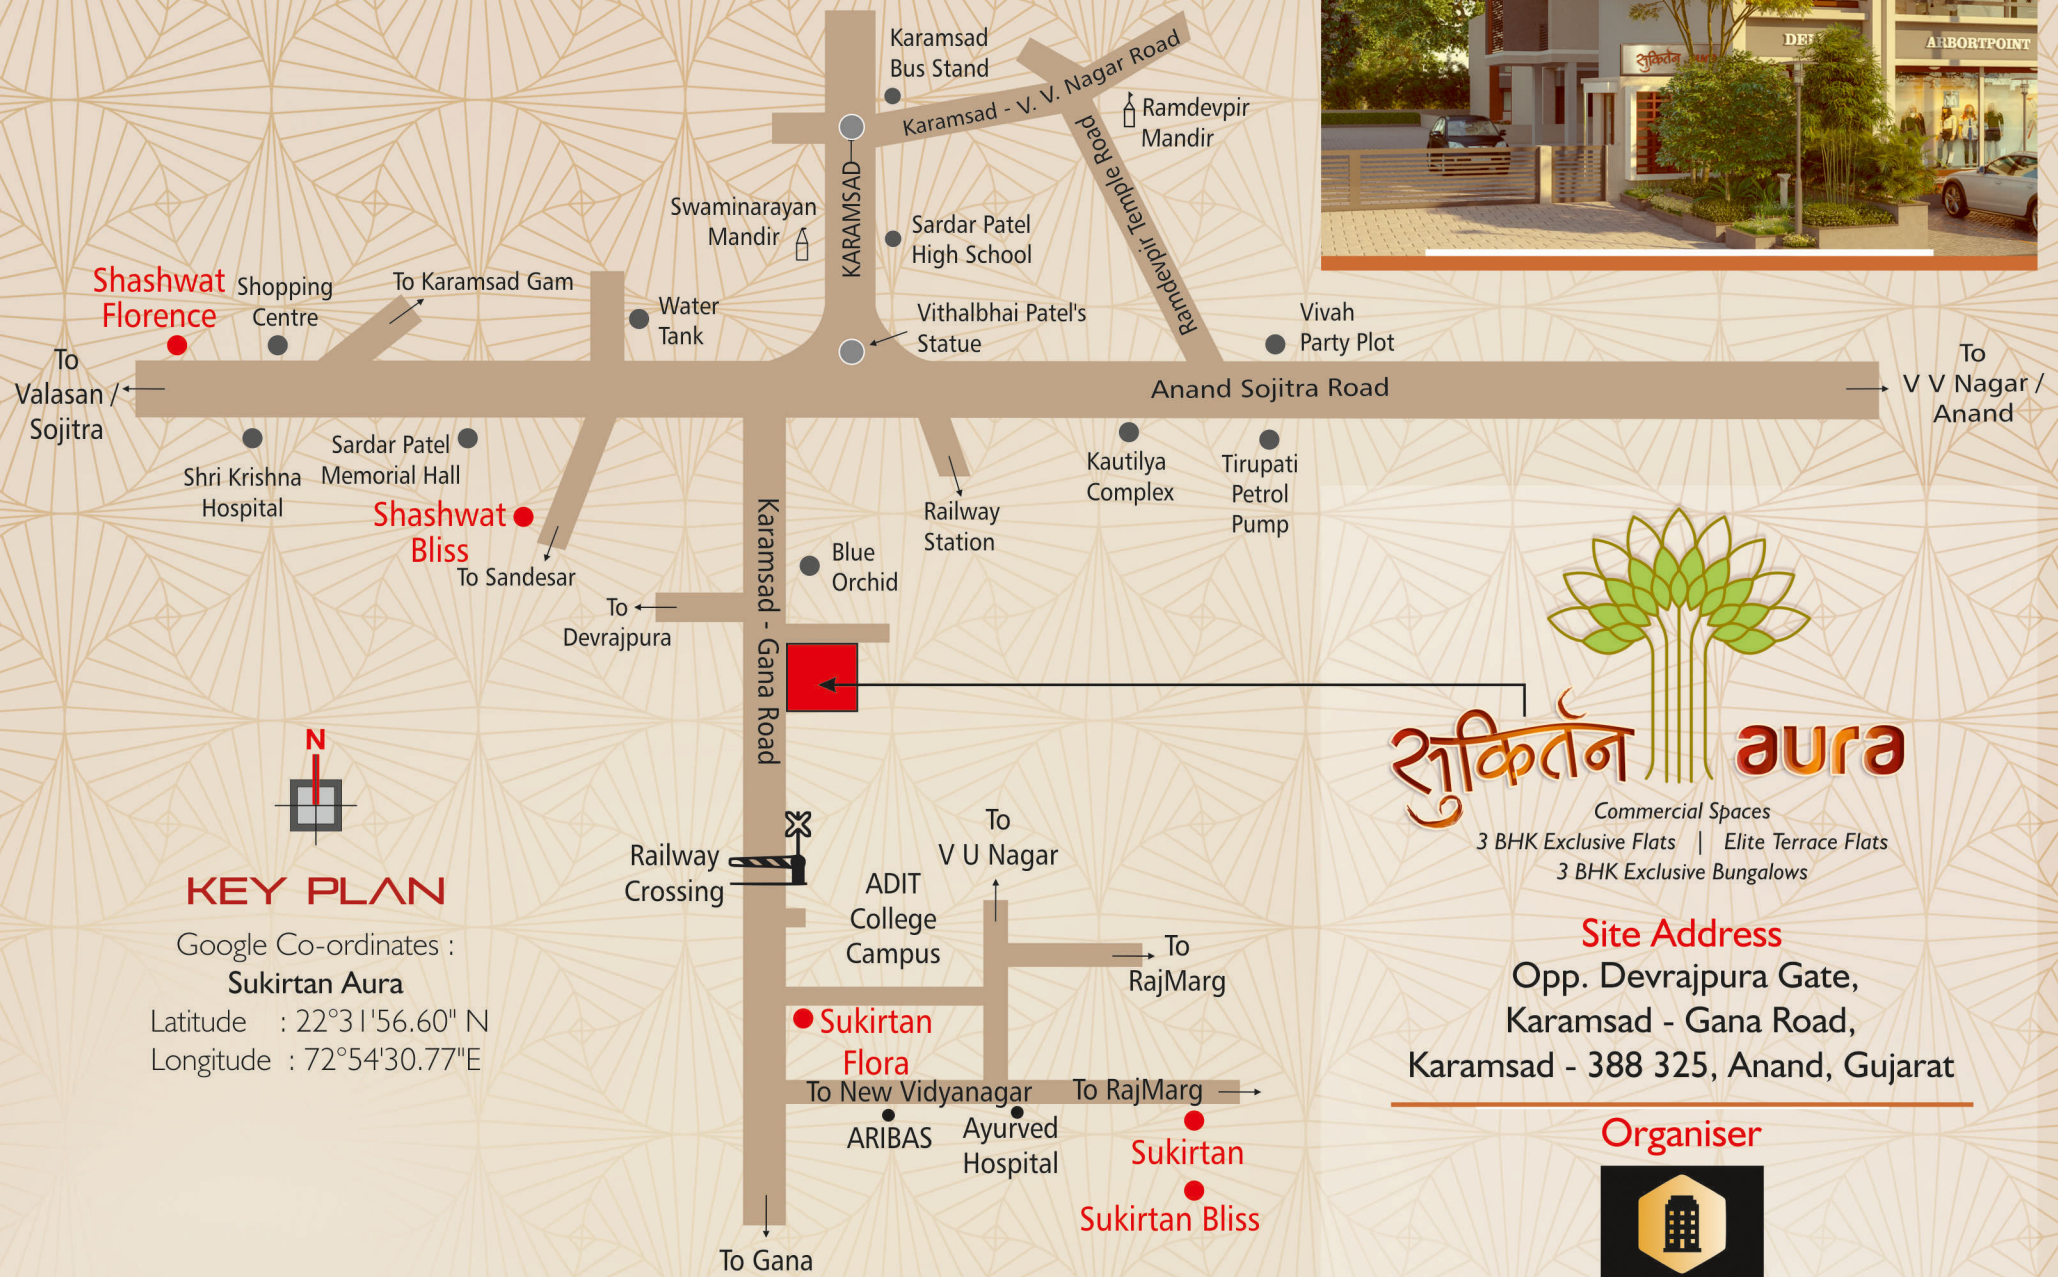 Karamsad
Bus Stand
Karamsad - V. V. Nagar Road
Ramdevpir
Mandir
Ramdevpir Temple Road
KARAMSAD
Swaminarayan
Mandir
Sardar Patel
High School
Vithalbhai Patel's
Statue
Shashwat
Florence
Shopping
Centre
To Karamsad Gam
Water
Tank
Vivah
Party Plot
To
Valasan /
Sojitra
Anand Sojitra Road
To
V V Nagar /
Anand
Shri Krishna
Hospital
Sardar Patel
Memorial Hall
Shashwat
Bliss
To Sandesar
Railway
Station
Kautilya
Complex
Tirupati
Petrol
Pump
Blue
Orchid
To
Devrajpura
Karamsad - Gana Road
Railway
Crossing
ADIT
College
Campus
To
V U Nagar
To
RajMarg
Sukirtan
Flora
To New Vidyanagar
To RajMarg
ARIBAS
Ayurved
Hospital
Sukirtan
Sukirtan Bliss
To Gana
N
KEY PLAN
Google Co-ordinates :
Sukirtan Aura
Latitude : 22°31'56.60" N
Longitude : 72°54'30.77"E
सुकिर्तन
ARBORTPOINT
सुकिर्तन aura
Commercial Spaces
3 BHK Exclusive Flats | Elite Terrace Flats
3 BHK Exclusive Bungalows
Site Address
Opp. Devrajpura Gate,
Karamsad - Gana Road,
Karamsad - 388 325, Anand, Gujarat
Organiser